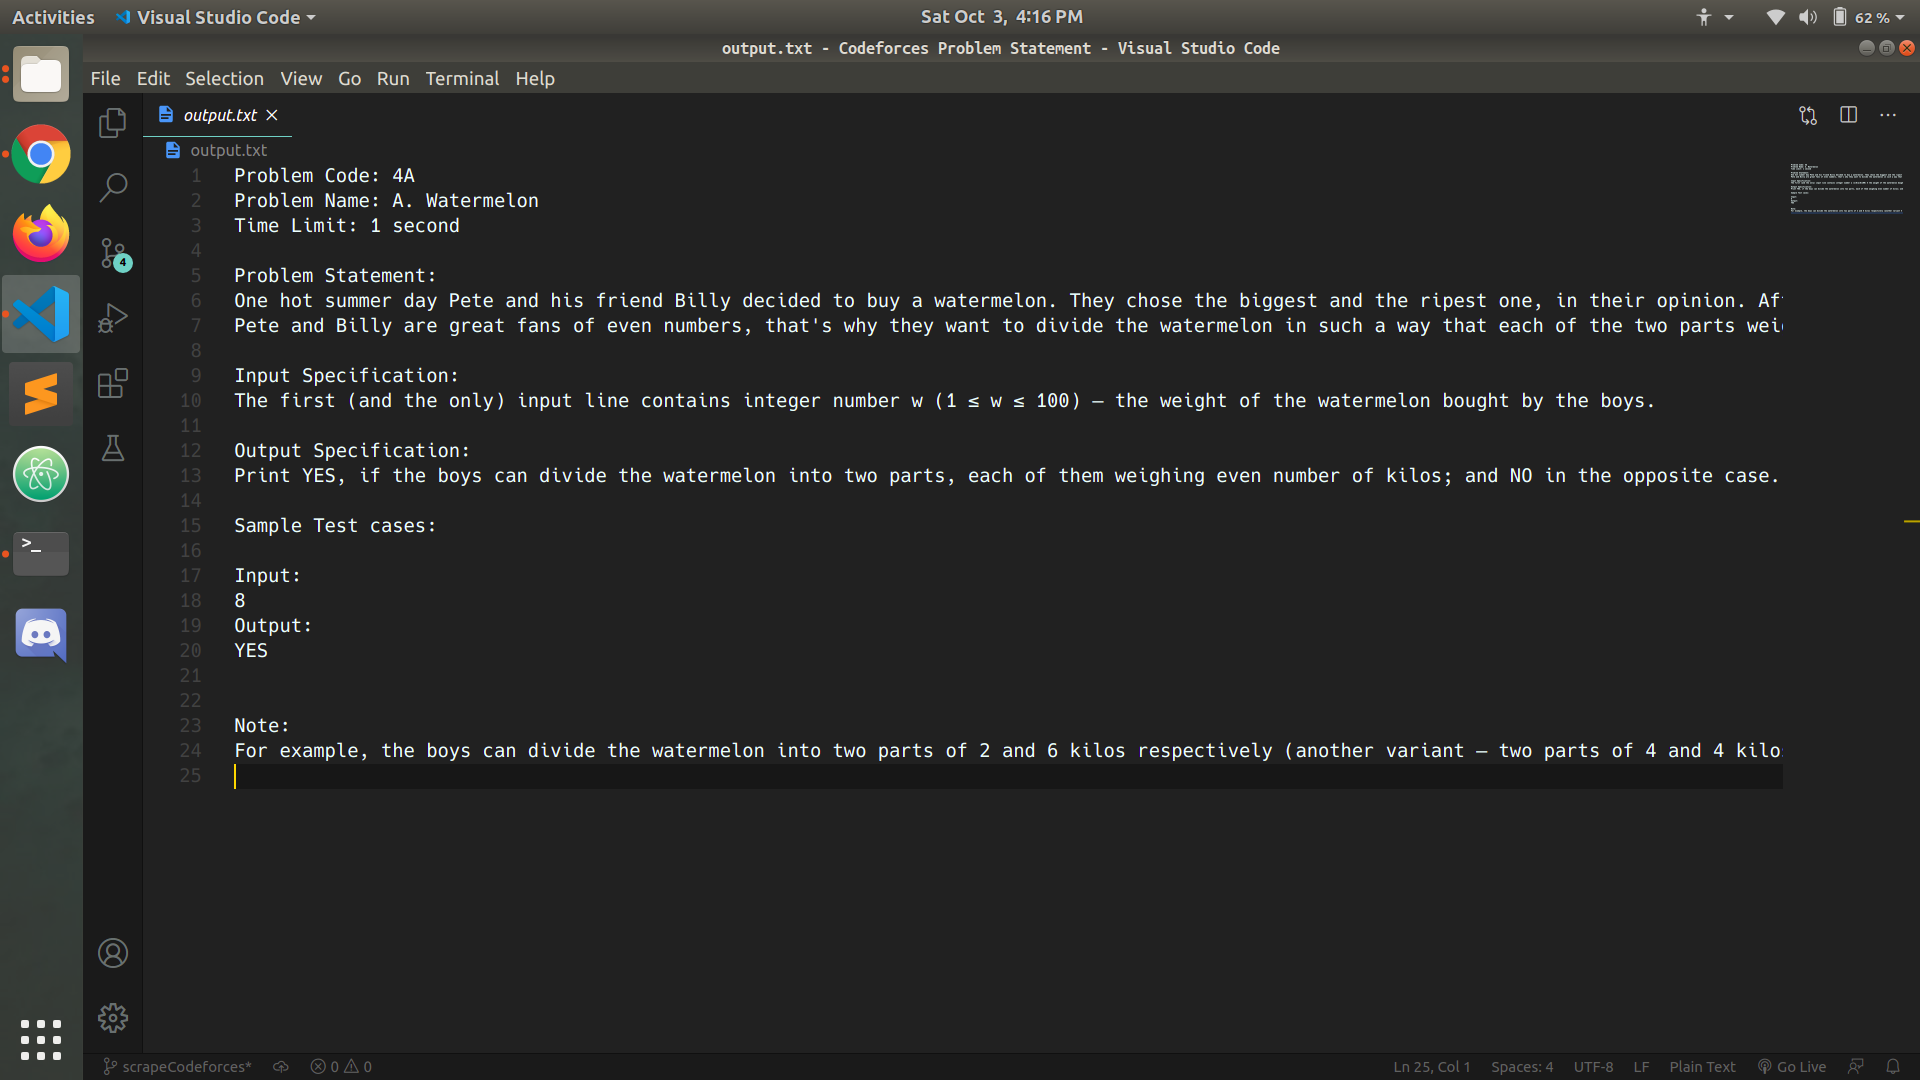 Activities
Visual Studio Code
Sat Oct 3, 4:16 PM
62 %
output.txt - Codeforces Problem Statement - Visual Studio Code
File Edit Selection View Go Run Terminal Help
output.txt
output.txt
4
1 Problem Code: 4A
2 Problem Name: A. Watermelon
3 Time Limit: 1 second
4
5 Problem Statement:
6 One hot summer day Pete and his friend Billy decided to buy a watermelon. They chose the biggest and the ripest one, in their opinion.
7 Pete and Billy are great fans of even numbers, that's why they want to divide the watermelon in such a way that each of the two parts
8
9 Input Specification:
10 The first (and the only) input line contains integer number w (1 ≤ w ≤ 100) — the weight of the watermelon bought by the boys.
11
12 Output Specification:
13 Print YES, if the boys can divide the watermelon into two parts, each of them weighing even number of kilos; and NO in the opposite case.
14
15 Sample Test cases:
16
17 Input:
18 8
19 Output:
20 YES
21
22
23 Note:
24 For example, the boys can divide the watermelon into two parts of 2 and 6 kilos respectively (another variant — two parts of 4 and 4
25
scrapeCodeforces* 0 0
Ln 25, Col 1 Spaces: 4 UTF-8 LF Plain Text Go Live